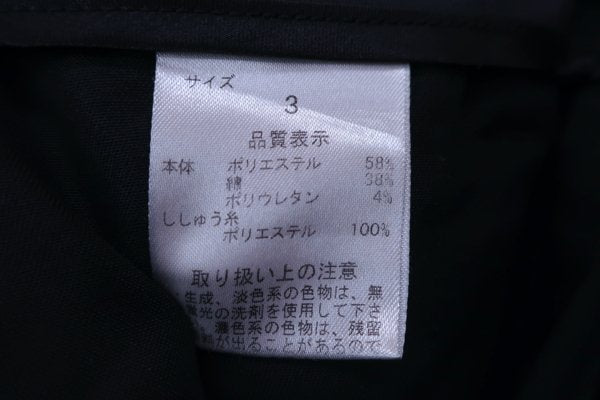 サイズ
3
品質表示
本体 ポリエステル 58%
綿 38%
ポリウレタン 4%
ししゅう糸
ポリエステル 100%
取り扱い上の注意
生成、淡色系の色物は、無
蛍光の洗剤を使用して下さ
濃色系の色物は、残留
が出ることがあるので